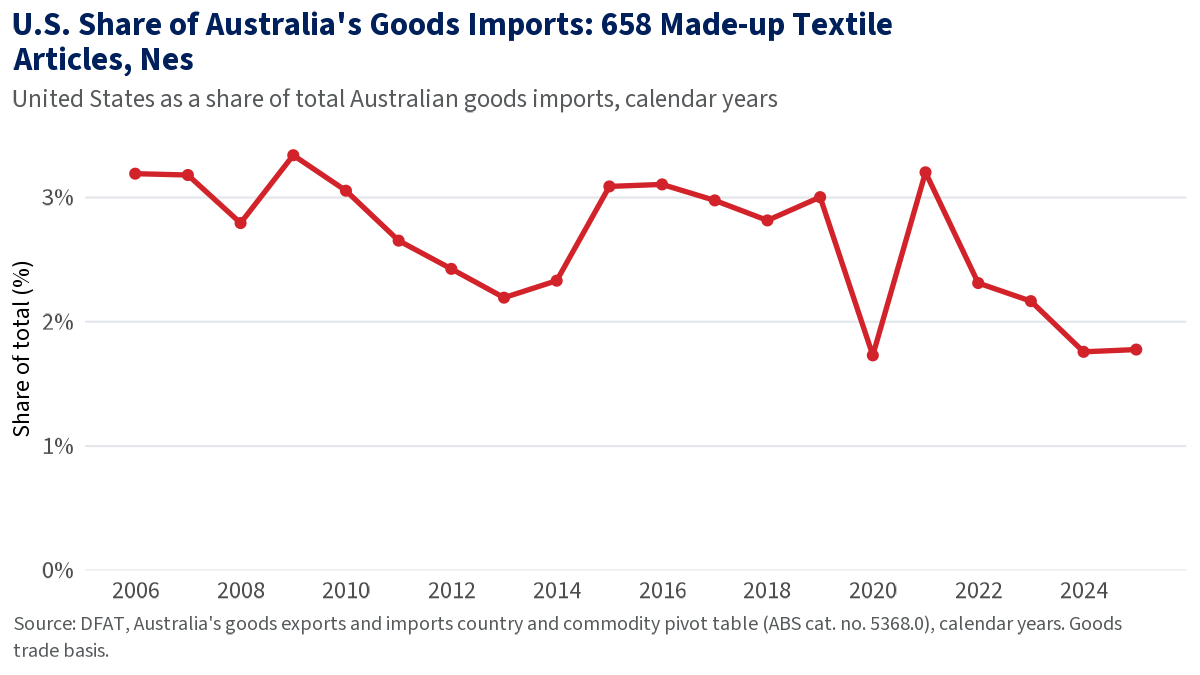 U.S. Share of Australia's Goods Imports: 658 Made-up Textile
Articles, Nes
United States as a share of total Australian goods imports, calendar years
Share of total (%)
3%
2%
1%
0%
2006 2008 2010 2012 2014 2016 2018 2020 2022 2024
Source: DFAT, Australia's goods exports and imports country and commodity pivot table (ABS cat. no. 5368.0), calendar years. Goods
trade basis.